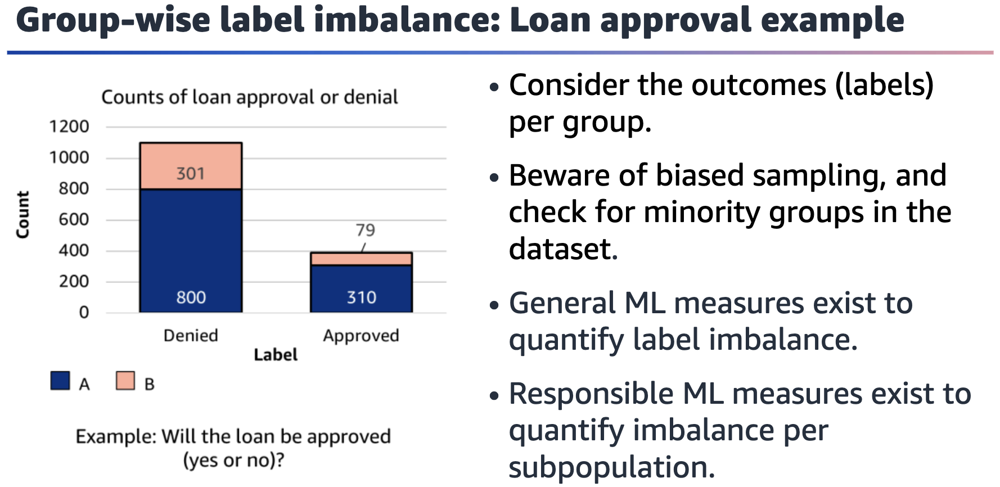 Group-wise label imbalance: Loan approval example
Counts of loan approval or denial
1200
1000
800
600
400
200
0
Count
301
800
79
310
Denied
Approved
Label
A
B
Example: Will the loan be approved
(yes or no)?
• Consider the outcomes (labels)
per group.
• Beware of biased sampling, and
check for minority groups in the
dataset.
• General ML measures exist to
quantify label imbalance.
• Responsible ML measures exist to
quantify imbalance per
subpopulation.